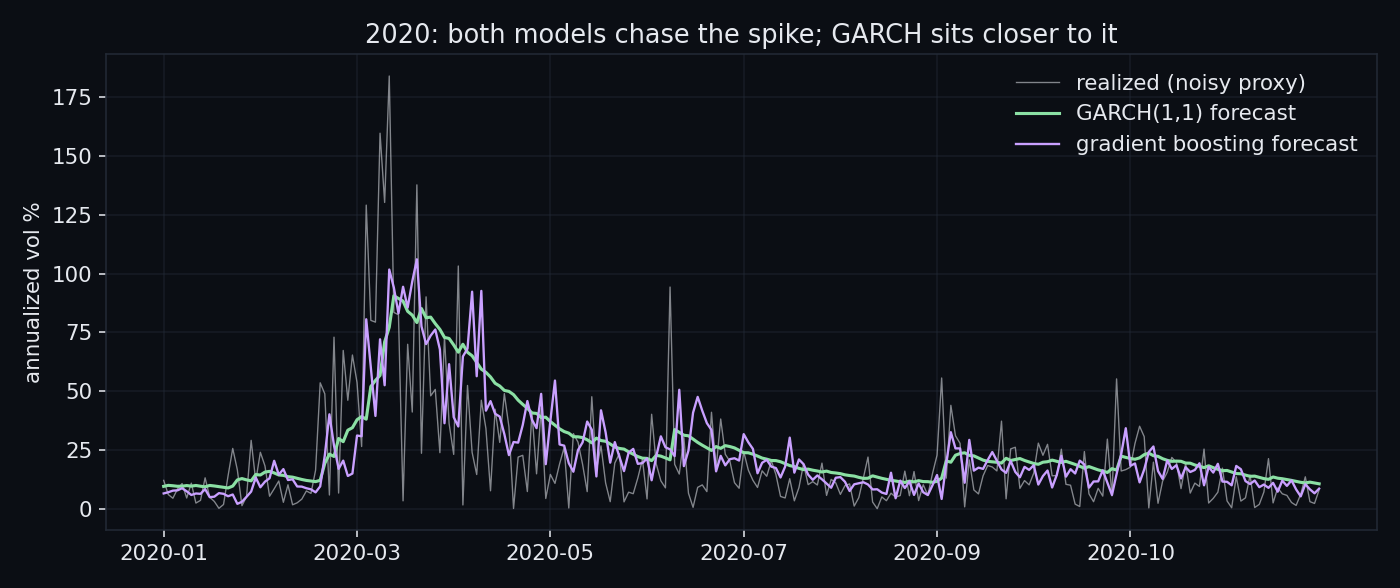 2020: both models chase the spike; GARCH sits closer to it
realized (noisy proxy)
GARCH(1,1) forecast
gradient boosting forecast
annualized vol %
175
150
125
100
75
50
25
0
2020-01
2020-03
2020-05
2020-07
2020-09
2020-10